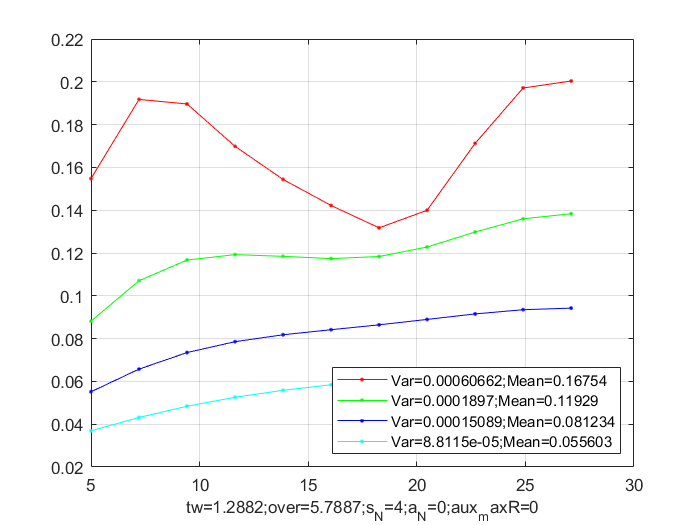 0.22
0.2
0.18
0.16
0.14
0.12
0.1
0.08
0.06
0.04
0.02
Var=0.00060662;Mean=0.16754
Var=0.0001897;Mean=0.11929
Var=0.00015089;Mean=0.081234
Var=8.8115e-05;Mean=0.055603
5 10 15 20 25 30
tw=1.2882;over=5.7887;s_N=4;a_N=0;aux_maxR=0